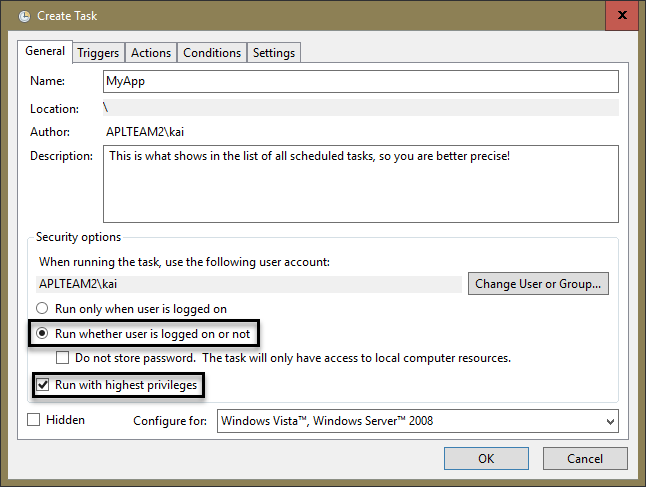 Create Task
General Triggers Actions Conditions Settings
Name: MyApp
Location: \
Author: APLTEAM2\kai
Description: This is what shows in the list of all scheduled tasks, so you are better precise!
Security options
When running the task, use the following user account:
APLTEAM2\kai Change User or Group...
Run only when user is logged on
Run whether user is logged on or not
Do not store password. The task will only have access to local computer resources.
Run with highest privileges
Hidden Configure for: Windows Vista™, Windows Server™ 2008
OK Cancel